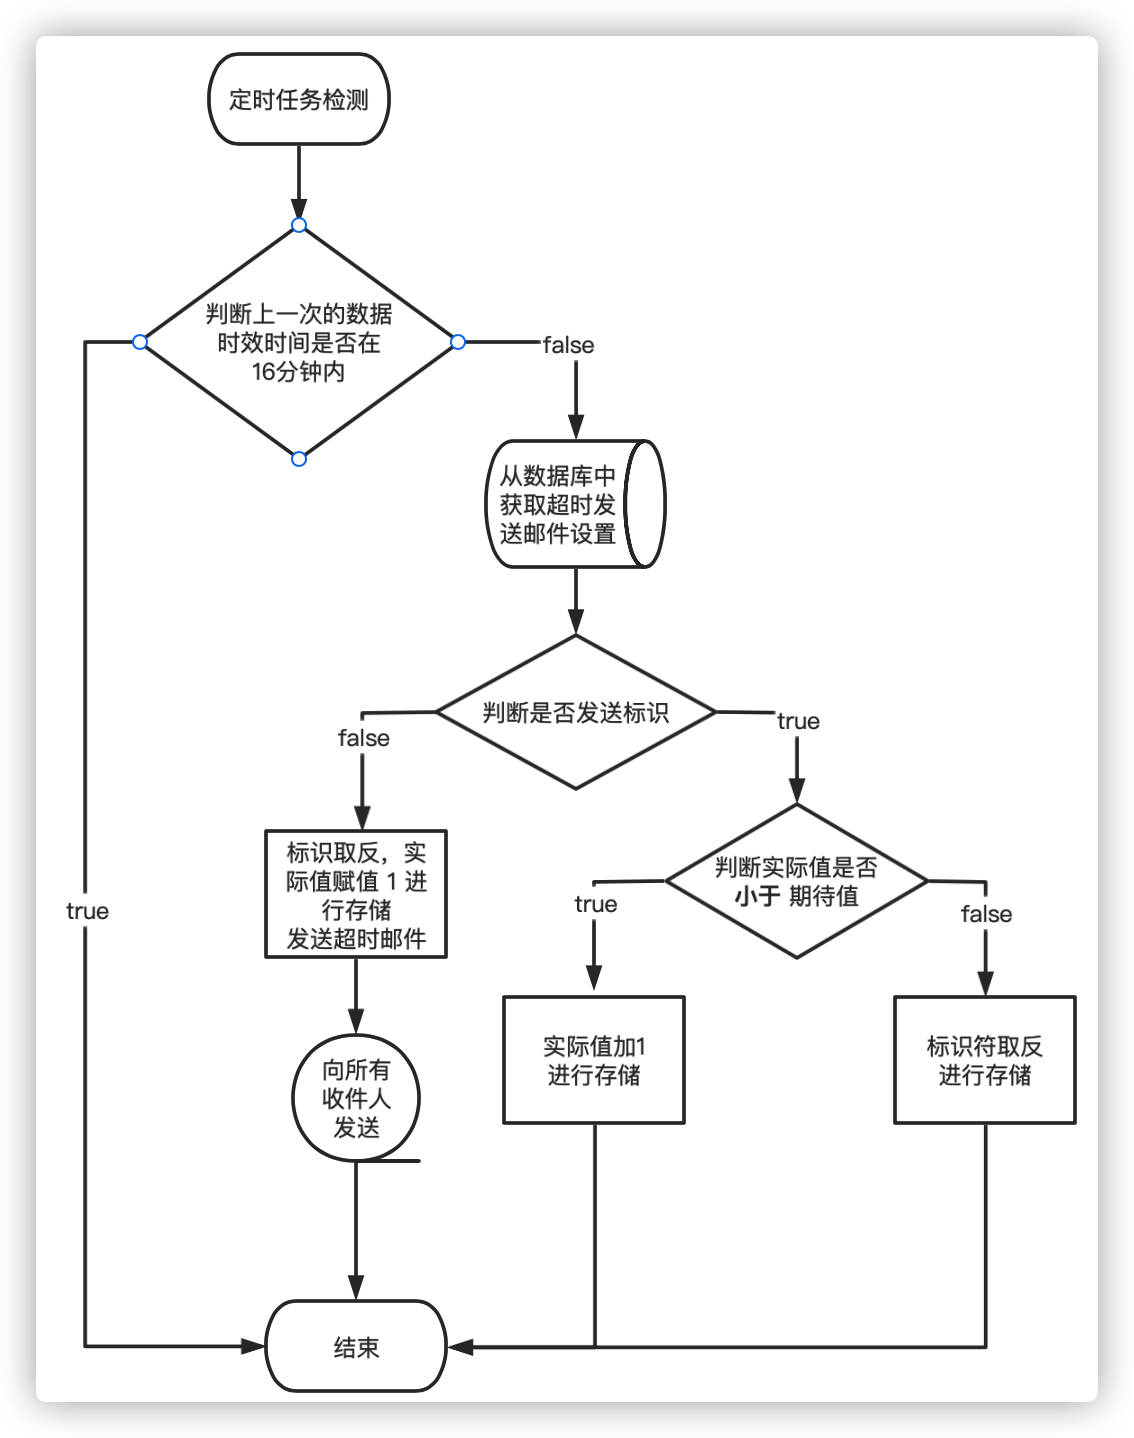 定时任务检测
判断上一次的数据
时效时间是否在
16分钟内
false
从数据库中
获取超时发
送邮件设置
判断是否发送标识
false
true
标识取反，实
际值赋值 1 进
行存储
发送超时邮件
判断实际值是否
小于 期待值
true
true
false
向所有
收件人
发送
实际值加1
进行存储
标识符取反
进行存储
结束